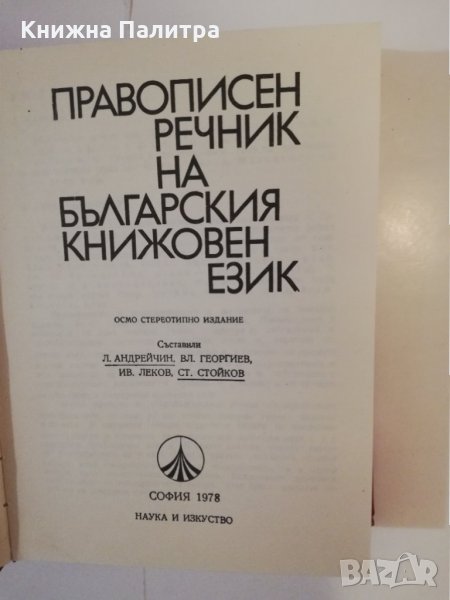 Книжна Палитра
ПРАВОПИСЕН
РЕЧНИК
НА
БЪЛГАРСКИЯ
КНИЖОВЕН
ЕЗИК
ОСМО СТЕРЕОТИПНО ИЗДАНИЕ
Съставили
Л. АНДРЕЙЧИН, ВЛ. ГЕОРГИЕВ,
ИВ. ЛЕКОВ, СТ. СТОЙКОВ
СОФИЯ 1978
НАУКА И ИЗКУСТВО
BAZAR